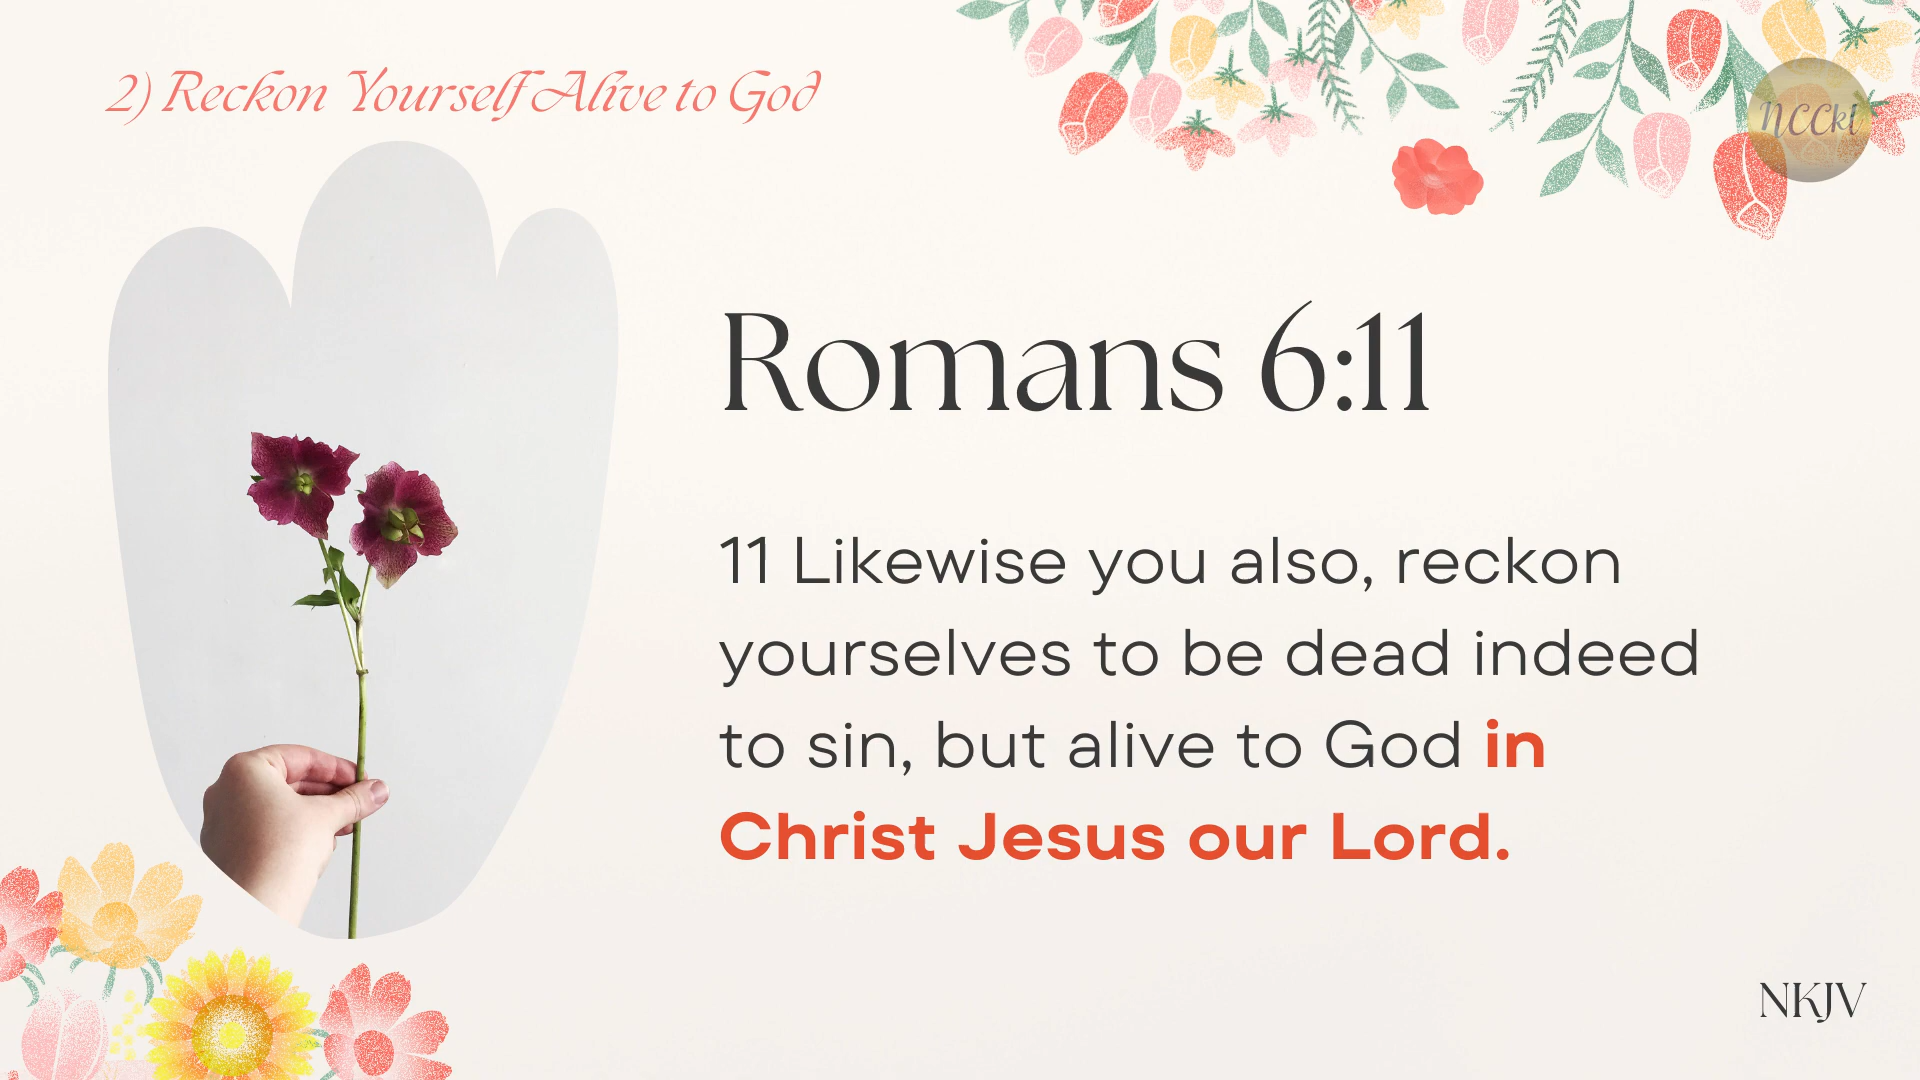 2) Reckon Yourself Alive to God
NCCkl
Romans 6:11
11 Likewise you also, reckon
yourselves to be dead indeed
to sin, but alive to God in
Christ Jesus our Lord.
NKJV